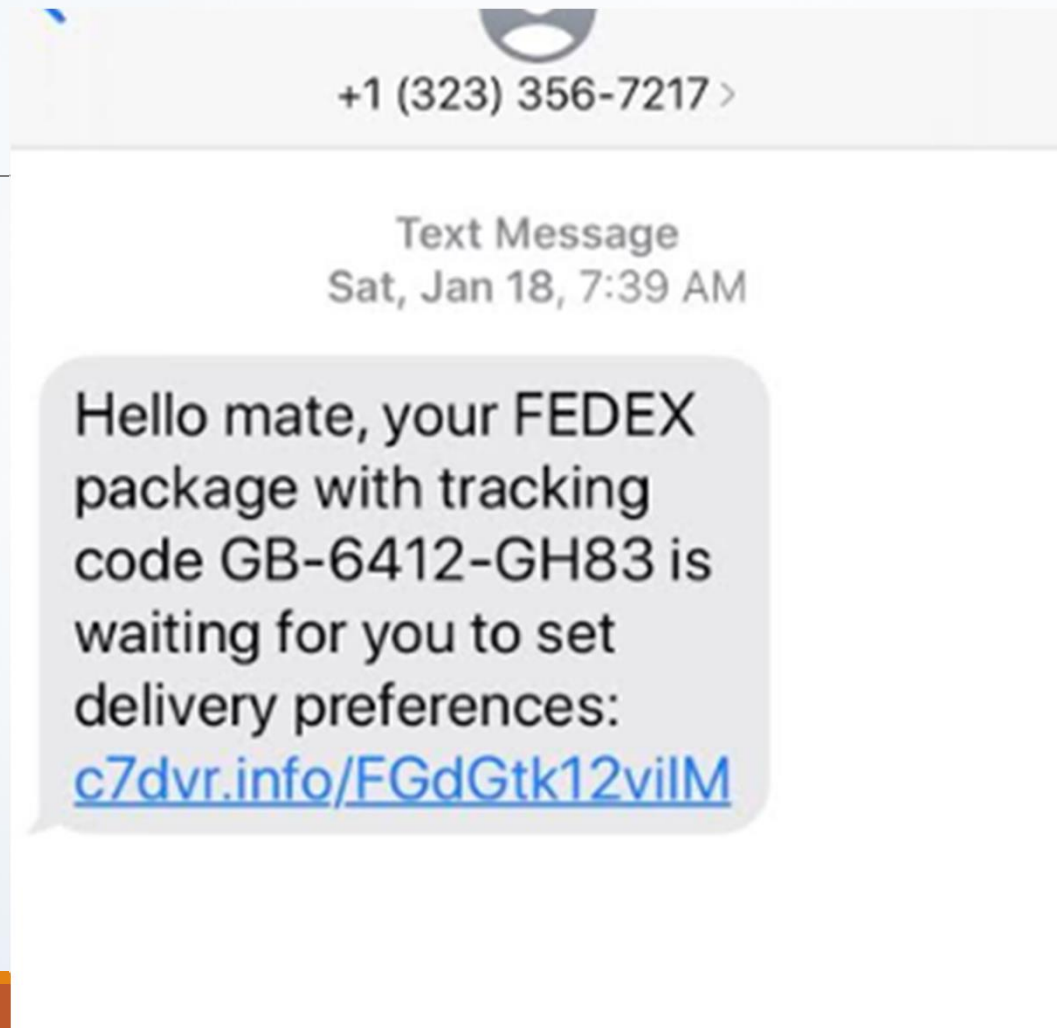 +1 (323) 356-7217 >
Text Message
Sat, Jan 18, 7:39 AM
Hello mate, your FEDEX
package with tracking
code GB-6412-GH83 is
waiting for you to set
delivery preferences:
c7dvr.info/FGdGtk12vilM